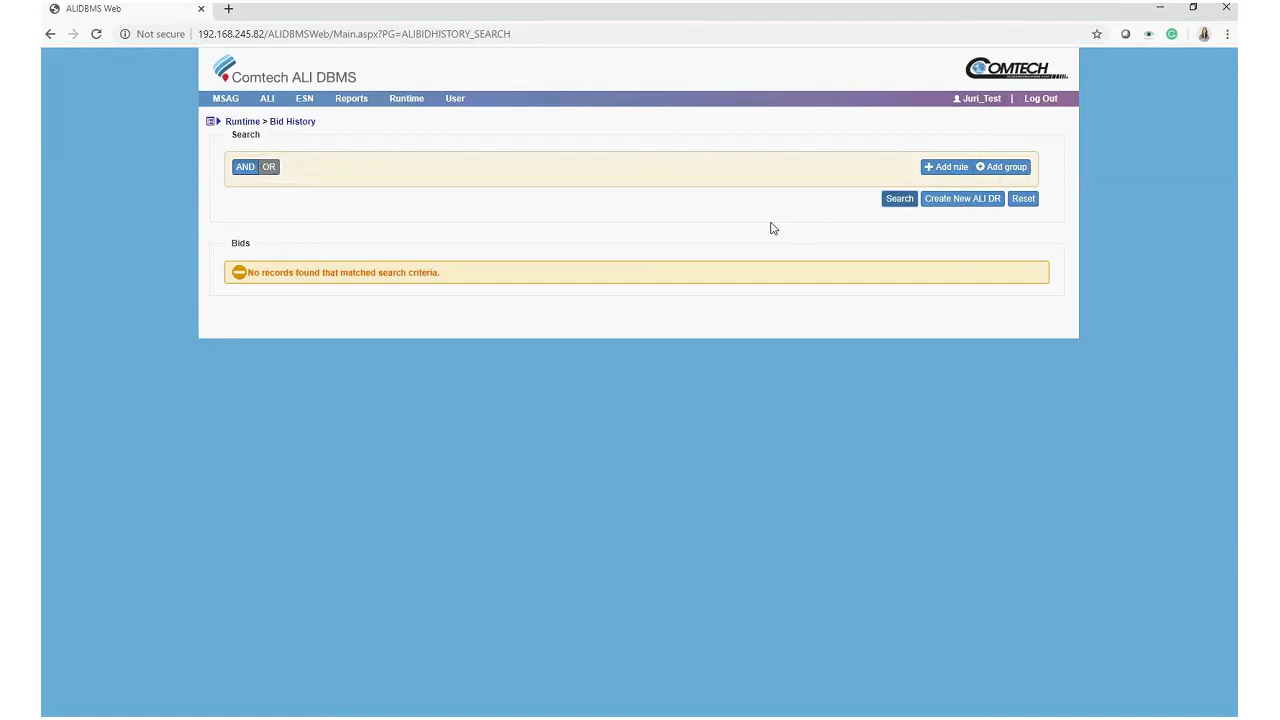 ALIDBMS Web
Not secure 192.168.245.82/ALIDBMSWeb/Main.aspx?PG=ALIBIDHISTORY_SEARCH
Comtech ALI DBMS
COMTECH
MSAG ALI ESN Reports Runtime User Juri_Test | Log Out
Runtime > Bid History
Search
AND OR Add rule Add group
Search Create New ALI DR Reset
Bids
No records found that matched search criteria.